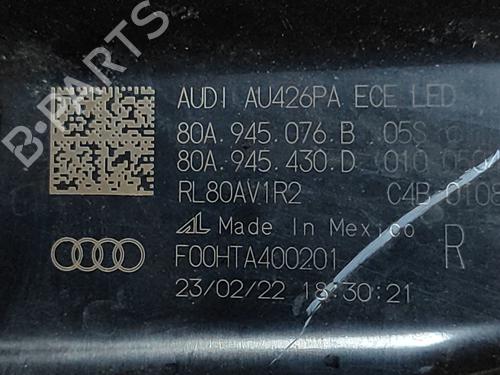 AUDI AU426PA ECE LED
80A.945.076.B 05S
80A.945.430.D 010
RL80AV1R2 C4B-0108
AL Made In Mexico
F00HTA400201 R
23/02/22 18:30:21
B-PARTS